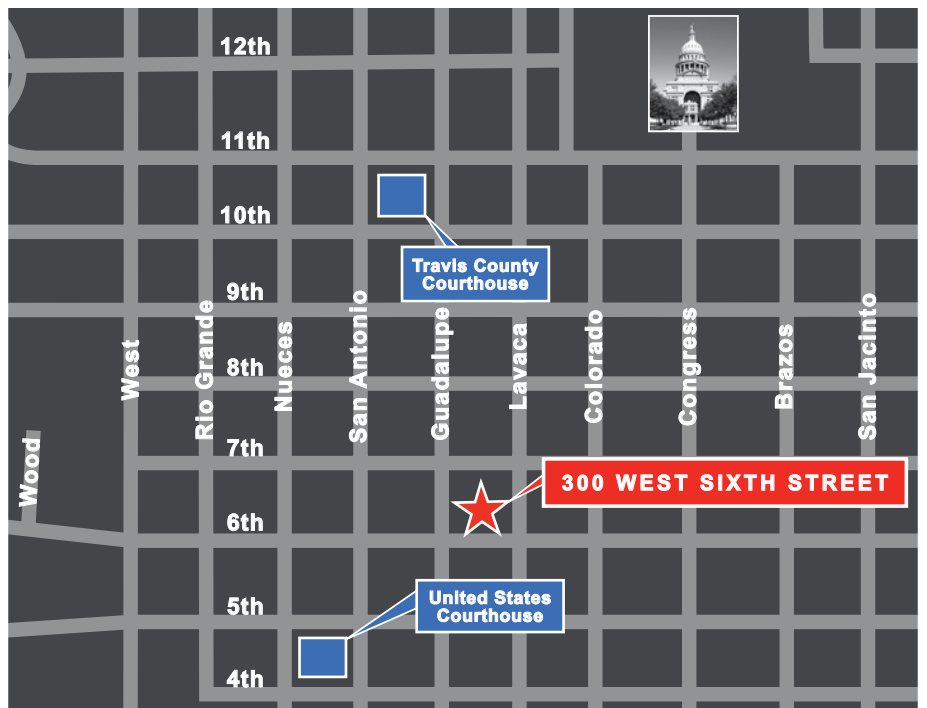 12th
11th
10th
Travis County
Courthouse
9th
West
Rio Grande
Nueces
San Antonio
Guadalupe
Lavaca
Colorado
Congress
Brazos
San Jacinto
8th
7th
Wood
300 WEST SIXTH STREET
6th
5th
United States
Courthouse
4th